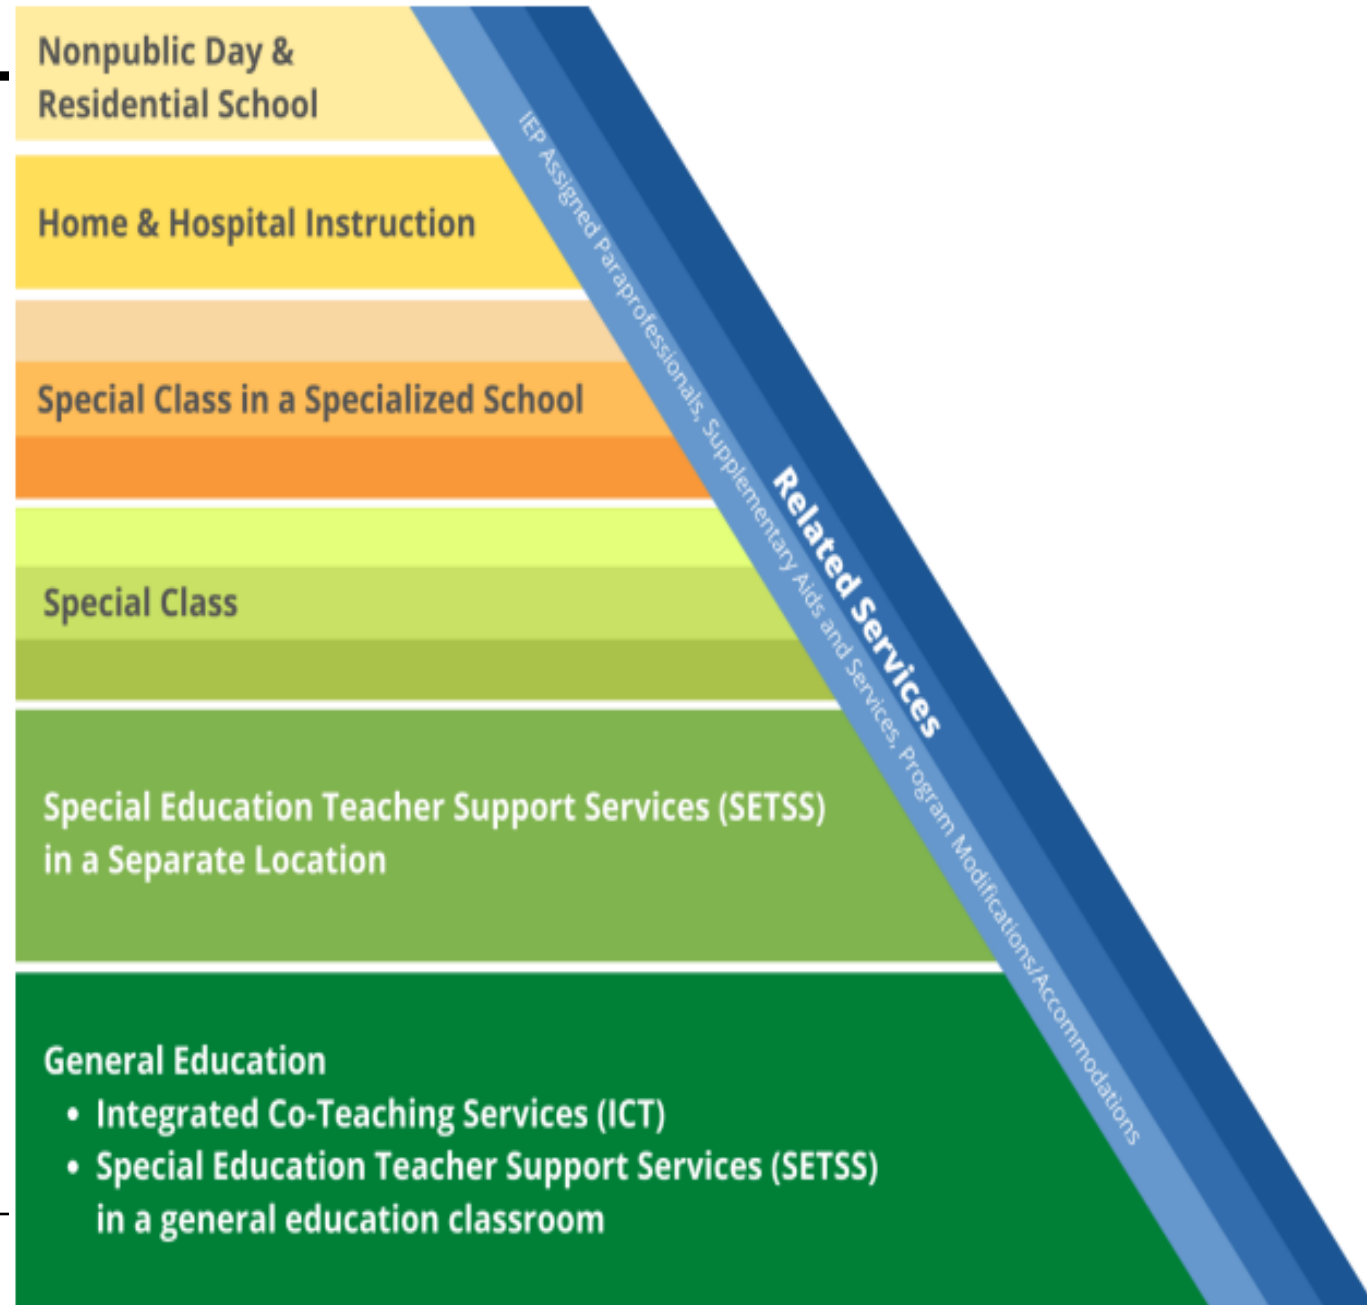 Nonpublic Day &
Residential School
Home & Hospital Instruction
Special Class in a Specialized School
Special Class
Special Education Teacher Support Services (SETSS)
in a Separate Location
General Education
• Integrated Co-Teaching Services (ICT)
• Special Education Teacher Support Services (SETSS)
in a general education classroom
Related Services
IEP Assigned Paraprofessionals, Supplementary Aids and Services, Program Modifications/Accommodations